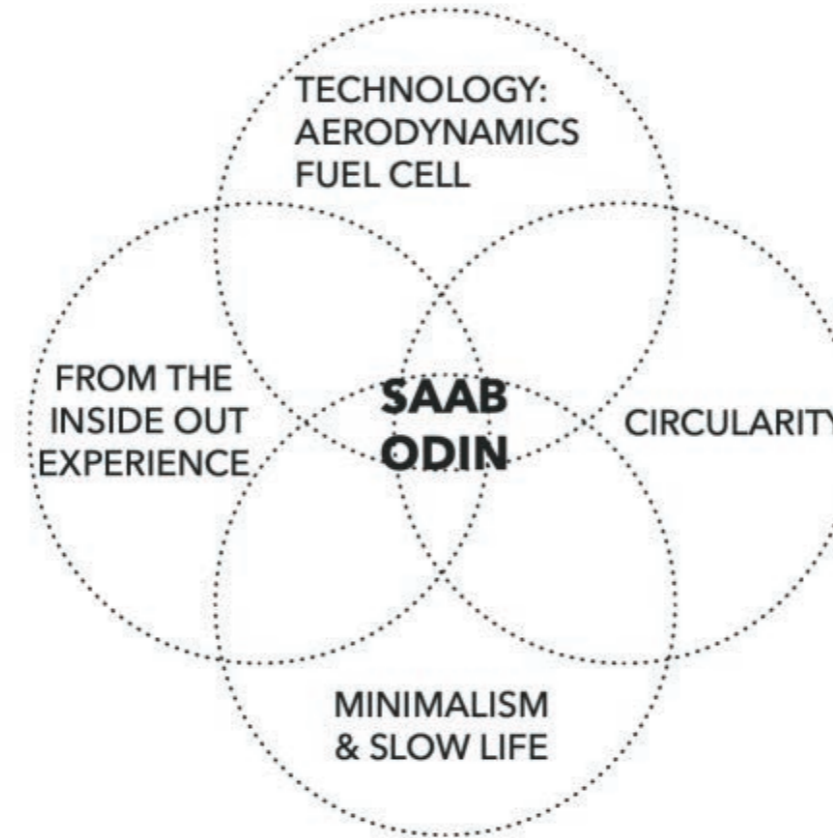 TECHNOLOGY:
AERODYNAMICS
FUEL CELL
FROM THE
INSIDE OUT
EXPERIENCE
SAAB
ODIN
CIRCULARITY
MINIMALISM
& SLOW LIFE